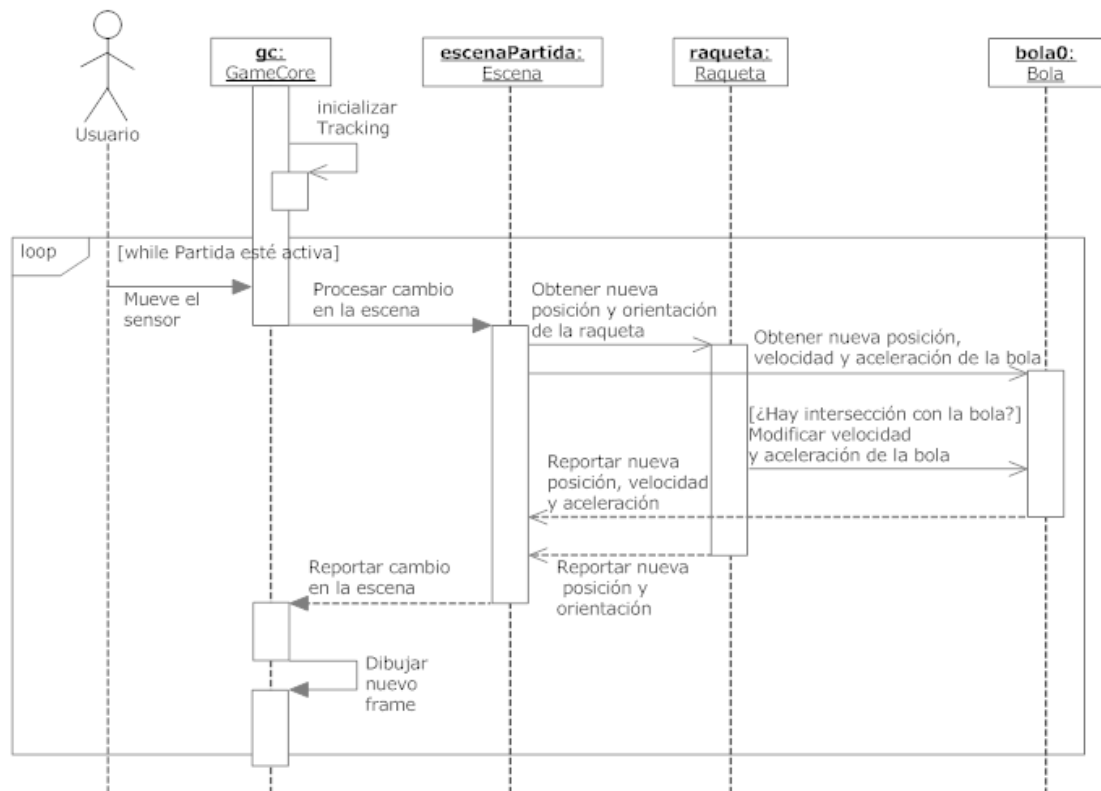 gc:
GameCore
escenaPartida:
Escena
raqueta:
Raqueta
bola0:
Bola
Usuario
inicializar
Tracking
loop
[while Partida esté activa]
Mueve el
sensor
Procesar cambio
en la escena
Obtener nueva
posición y orientación
de la raqueta
Obtener nueva posición,
velocidad y aceleración de la bola
[¿Hay intersección con la bola?]
Modificar velocidad
y aceleración de la bola
Reportar nueva
posición, velocidad
y aceleración
Reportar cambio
en la escena
Reportar nueva
posición y
orientación
Dibujar
nuevo
frame